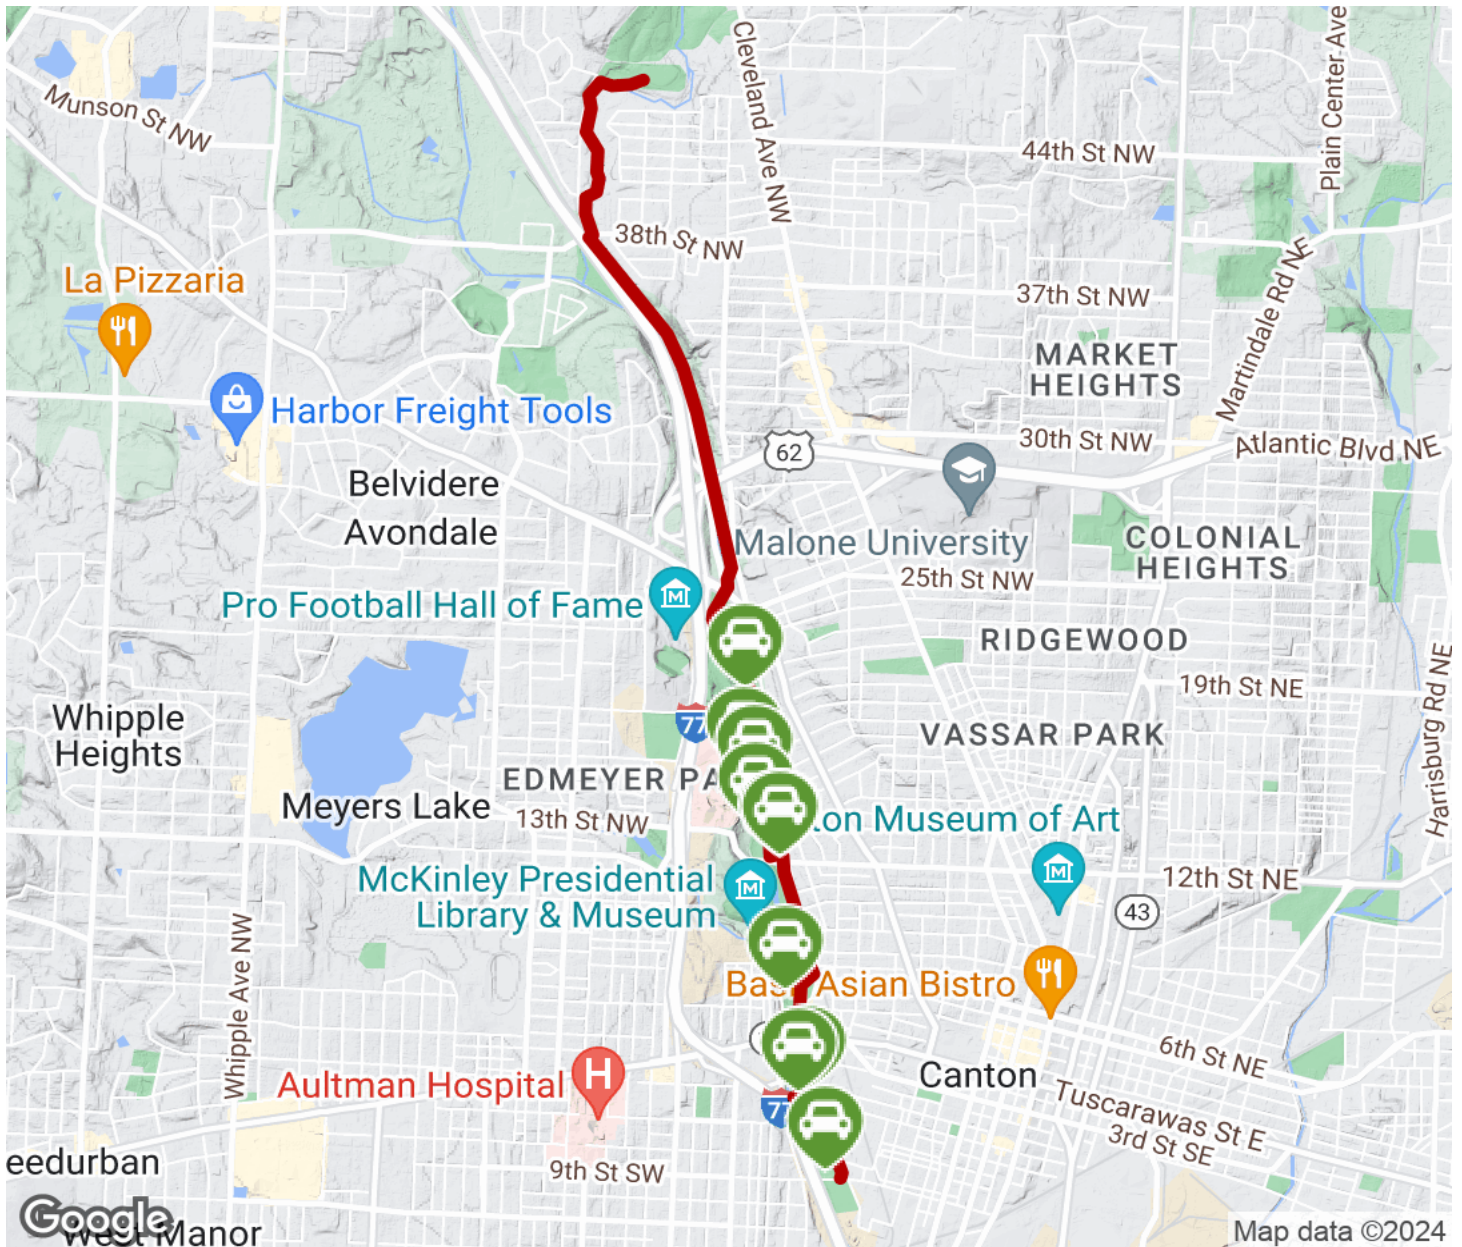 Cleveland Ave NW
Plain Center Ave
Munson St NW
44th St NW
38th St NW
La Pizzaria
37th St NW
Martindale Rd NE
MARKET
HEIGHTS
Harbor Freight Tools
30th St NW
Atlantic Blvd NE
62
Belvidere
Avondale
Malone University
COLONIAL
HEIGHTS
25th St NW
Pro Football Hall of Fame
M
RIDGEWOOD
19th St NE
Harrisburg Rd NE
Whipple
Heights
77
VASSAR PARK
EDMEYER PA
Meyers Lake
13th St NW
ton Museum of Art
M
McKinley Presidential
Library & Museum
M
12th St NE
43
Whipple Ave NW
Asian Bistro
6th St NE
Canton
Aultman Hospital
H
Tuscarawas St E
3rd St SE
eedurban
9th St SW
Google
West Manor
Map data ©2024